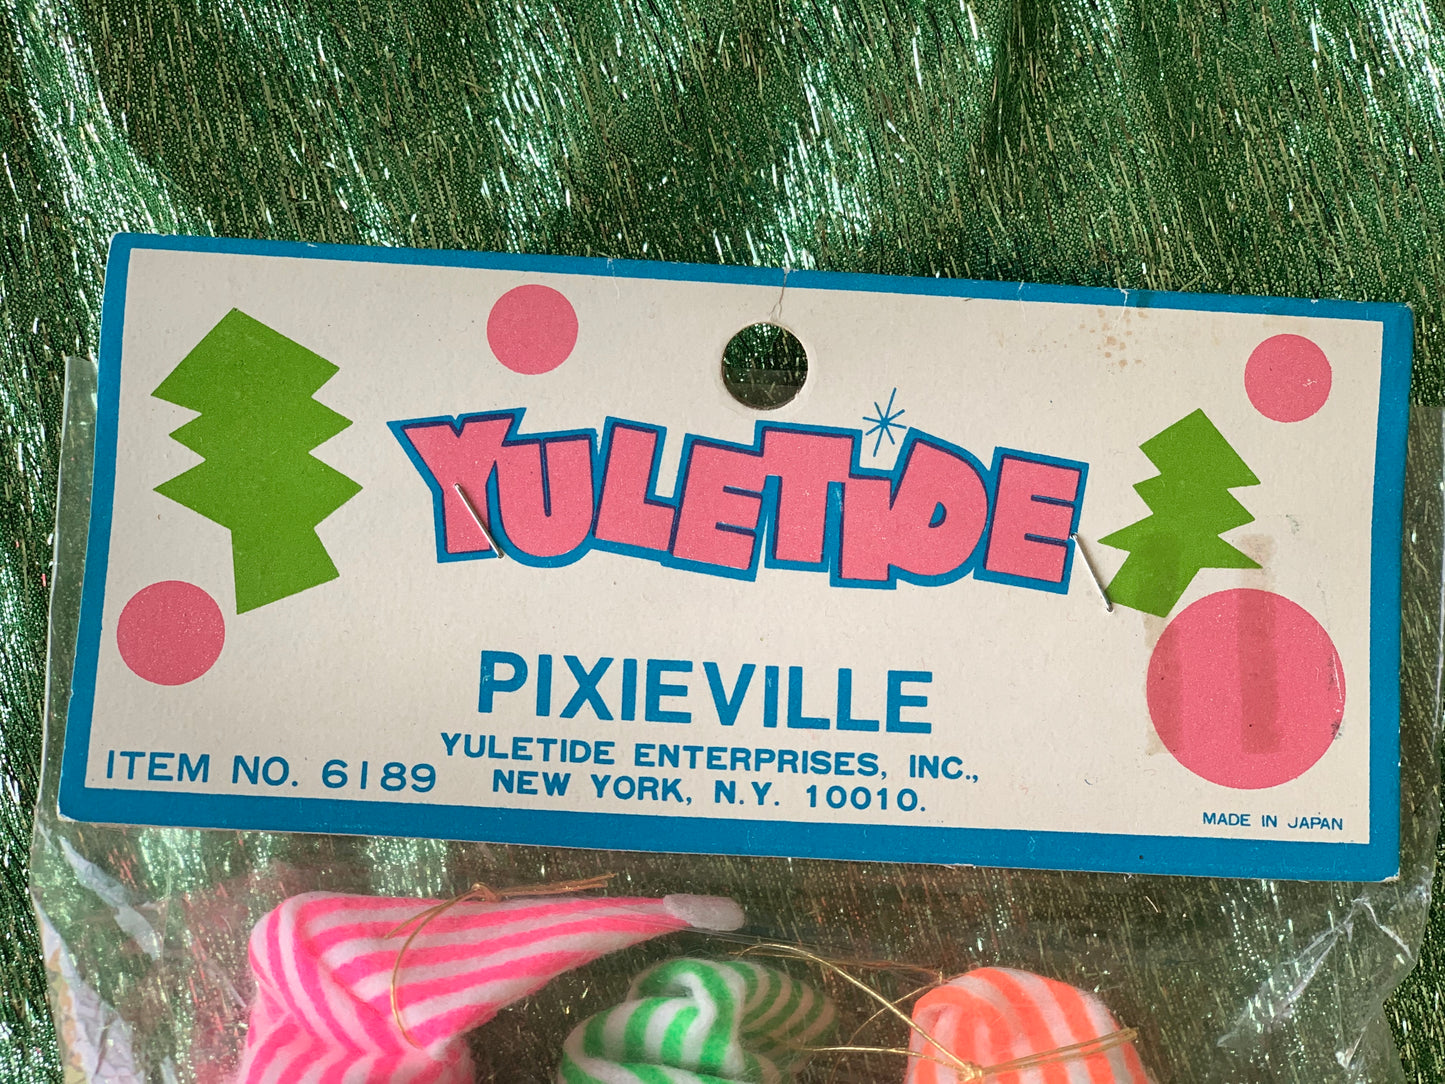 YULETIDE
PIXIEVILLE
YULETIDE ENTERPRISES, INC.,
ITEM NO. 6189 NEW YORK, N.Y. 10010.
MADE IN JAPAN